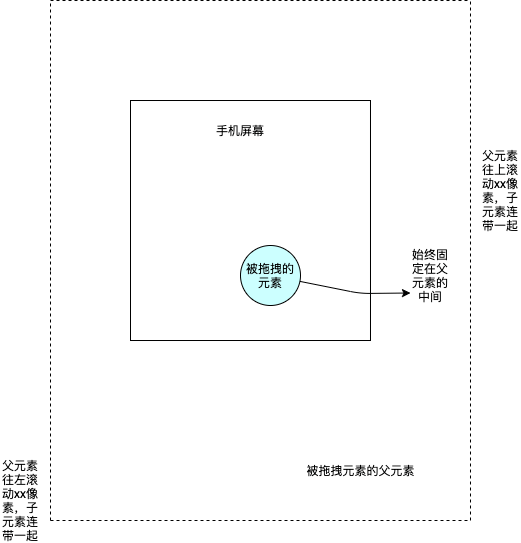 手机屏幕
父元素
往上滚
动xx像
素，子
元素连
带一起
被拖拽的
元素
始终固
定在父
元素的
中间
父元素
往左滚
动xx像
素，子
元素连
带一起
被拖拽元素的父元素